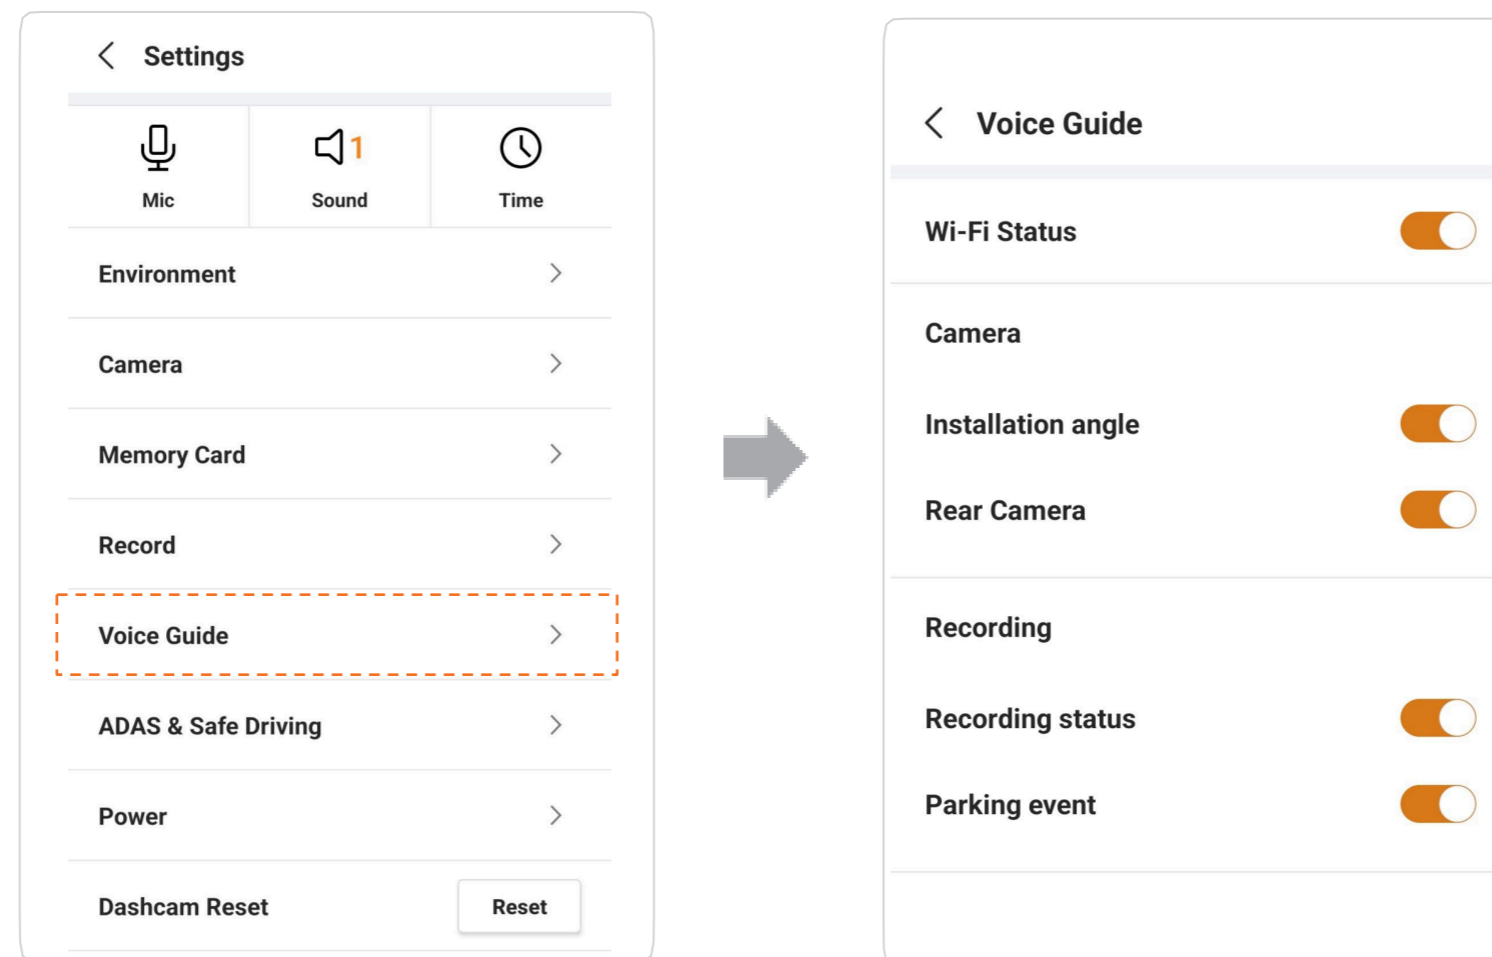 Settings
1
Mic
Sound
Time
Environment
Camera
Memory Card
Record
Voice Guide
ADAS & Safe Driving
Power
Dashcam Reset
Reset
Voice Guide
Wi-Fi Status
Camera
Installation angle
Rear Camera
Recording
Recording status
Parking event